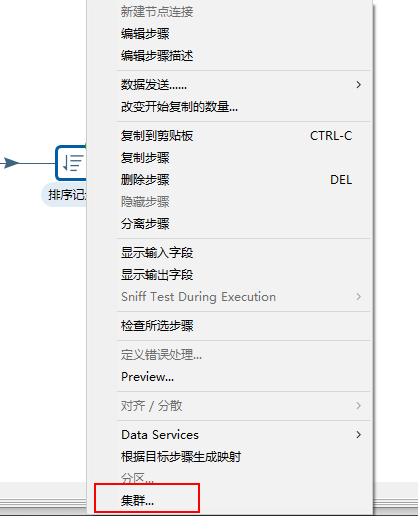 新建节点连接
编辑步骤
编辑步骤描述
数据发送......
改变开始复制的数量...
复制到剪贴板 CTRL-C
复制步骤
删除步骤 DEL
隐藏步骤
分离步骤
排序记
显示输入字段
显示输出字段
Sniff Test During Execution
检查所选步骤
定义错误处理...
Preview...
对齐 / 分散
Data Services
根据目标步骤生成映射
分区...
集群...